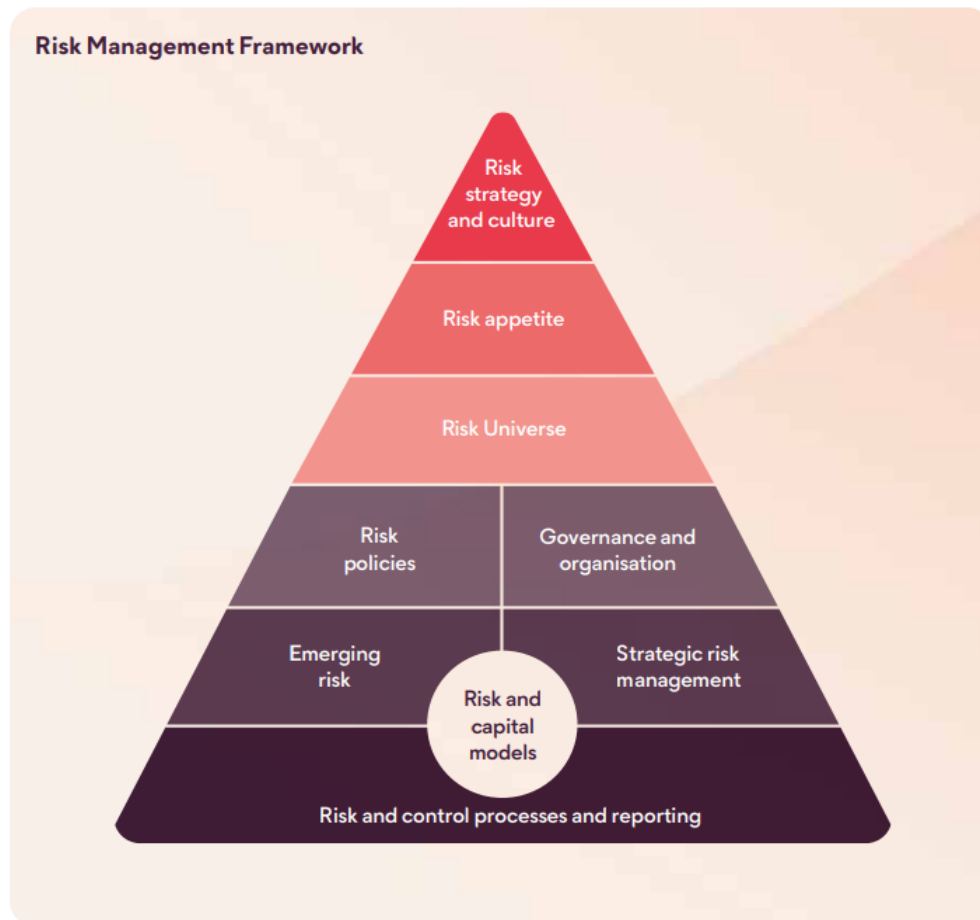 Risk Management Framework
Risk
strategy
and culture
Risk appetite
Risk Universe
Risk
policies
Governance and
organisation
Emerging
risk
Strategic risk
management
Risk and
capital
models
Risk and control processes and reporting